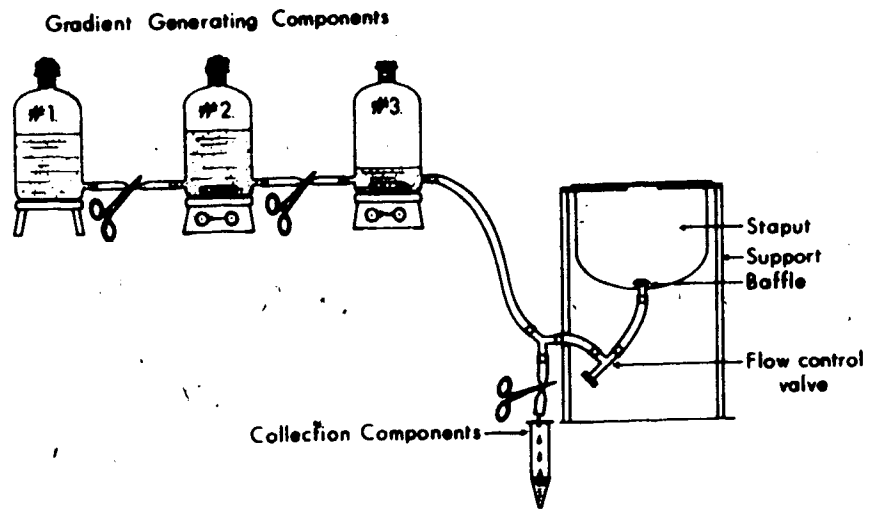 Gradient Generating Components
#1.
#2.
#3.
Staput
Support
Baffle
Flow control
valve
Collection Components